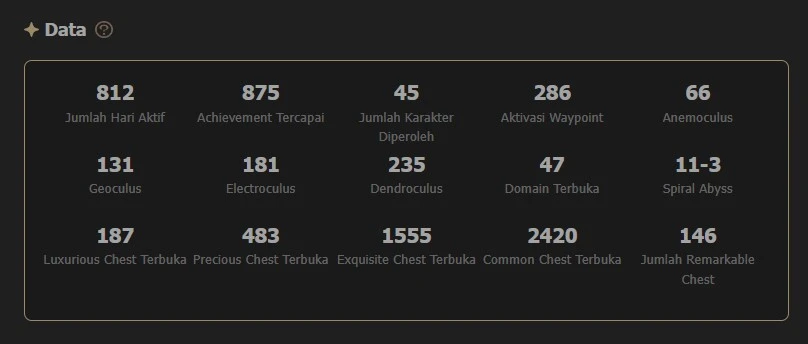 Data
812 875 45 286 66
Jumlah Hari Aktif Achievement Tercapai Jumlah Karakter Diperoleh Aktivasi Waypoint Anemoculus
131 181 235 47 11-3
Geoculus Electroculus Dendroculus Domain Terbuka Spiral Abyss
187 483 1555 2420 146
Luxurious Chest Terbuka Precious Chest Terbuka Exquisite Chest Terbuka Common Chest Terbuka Jumlah Remarkable
Chest